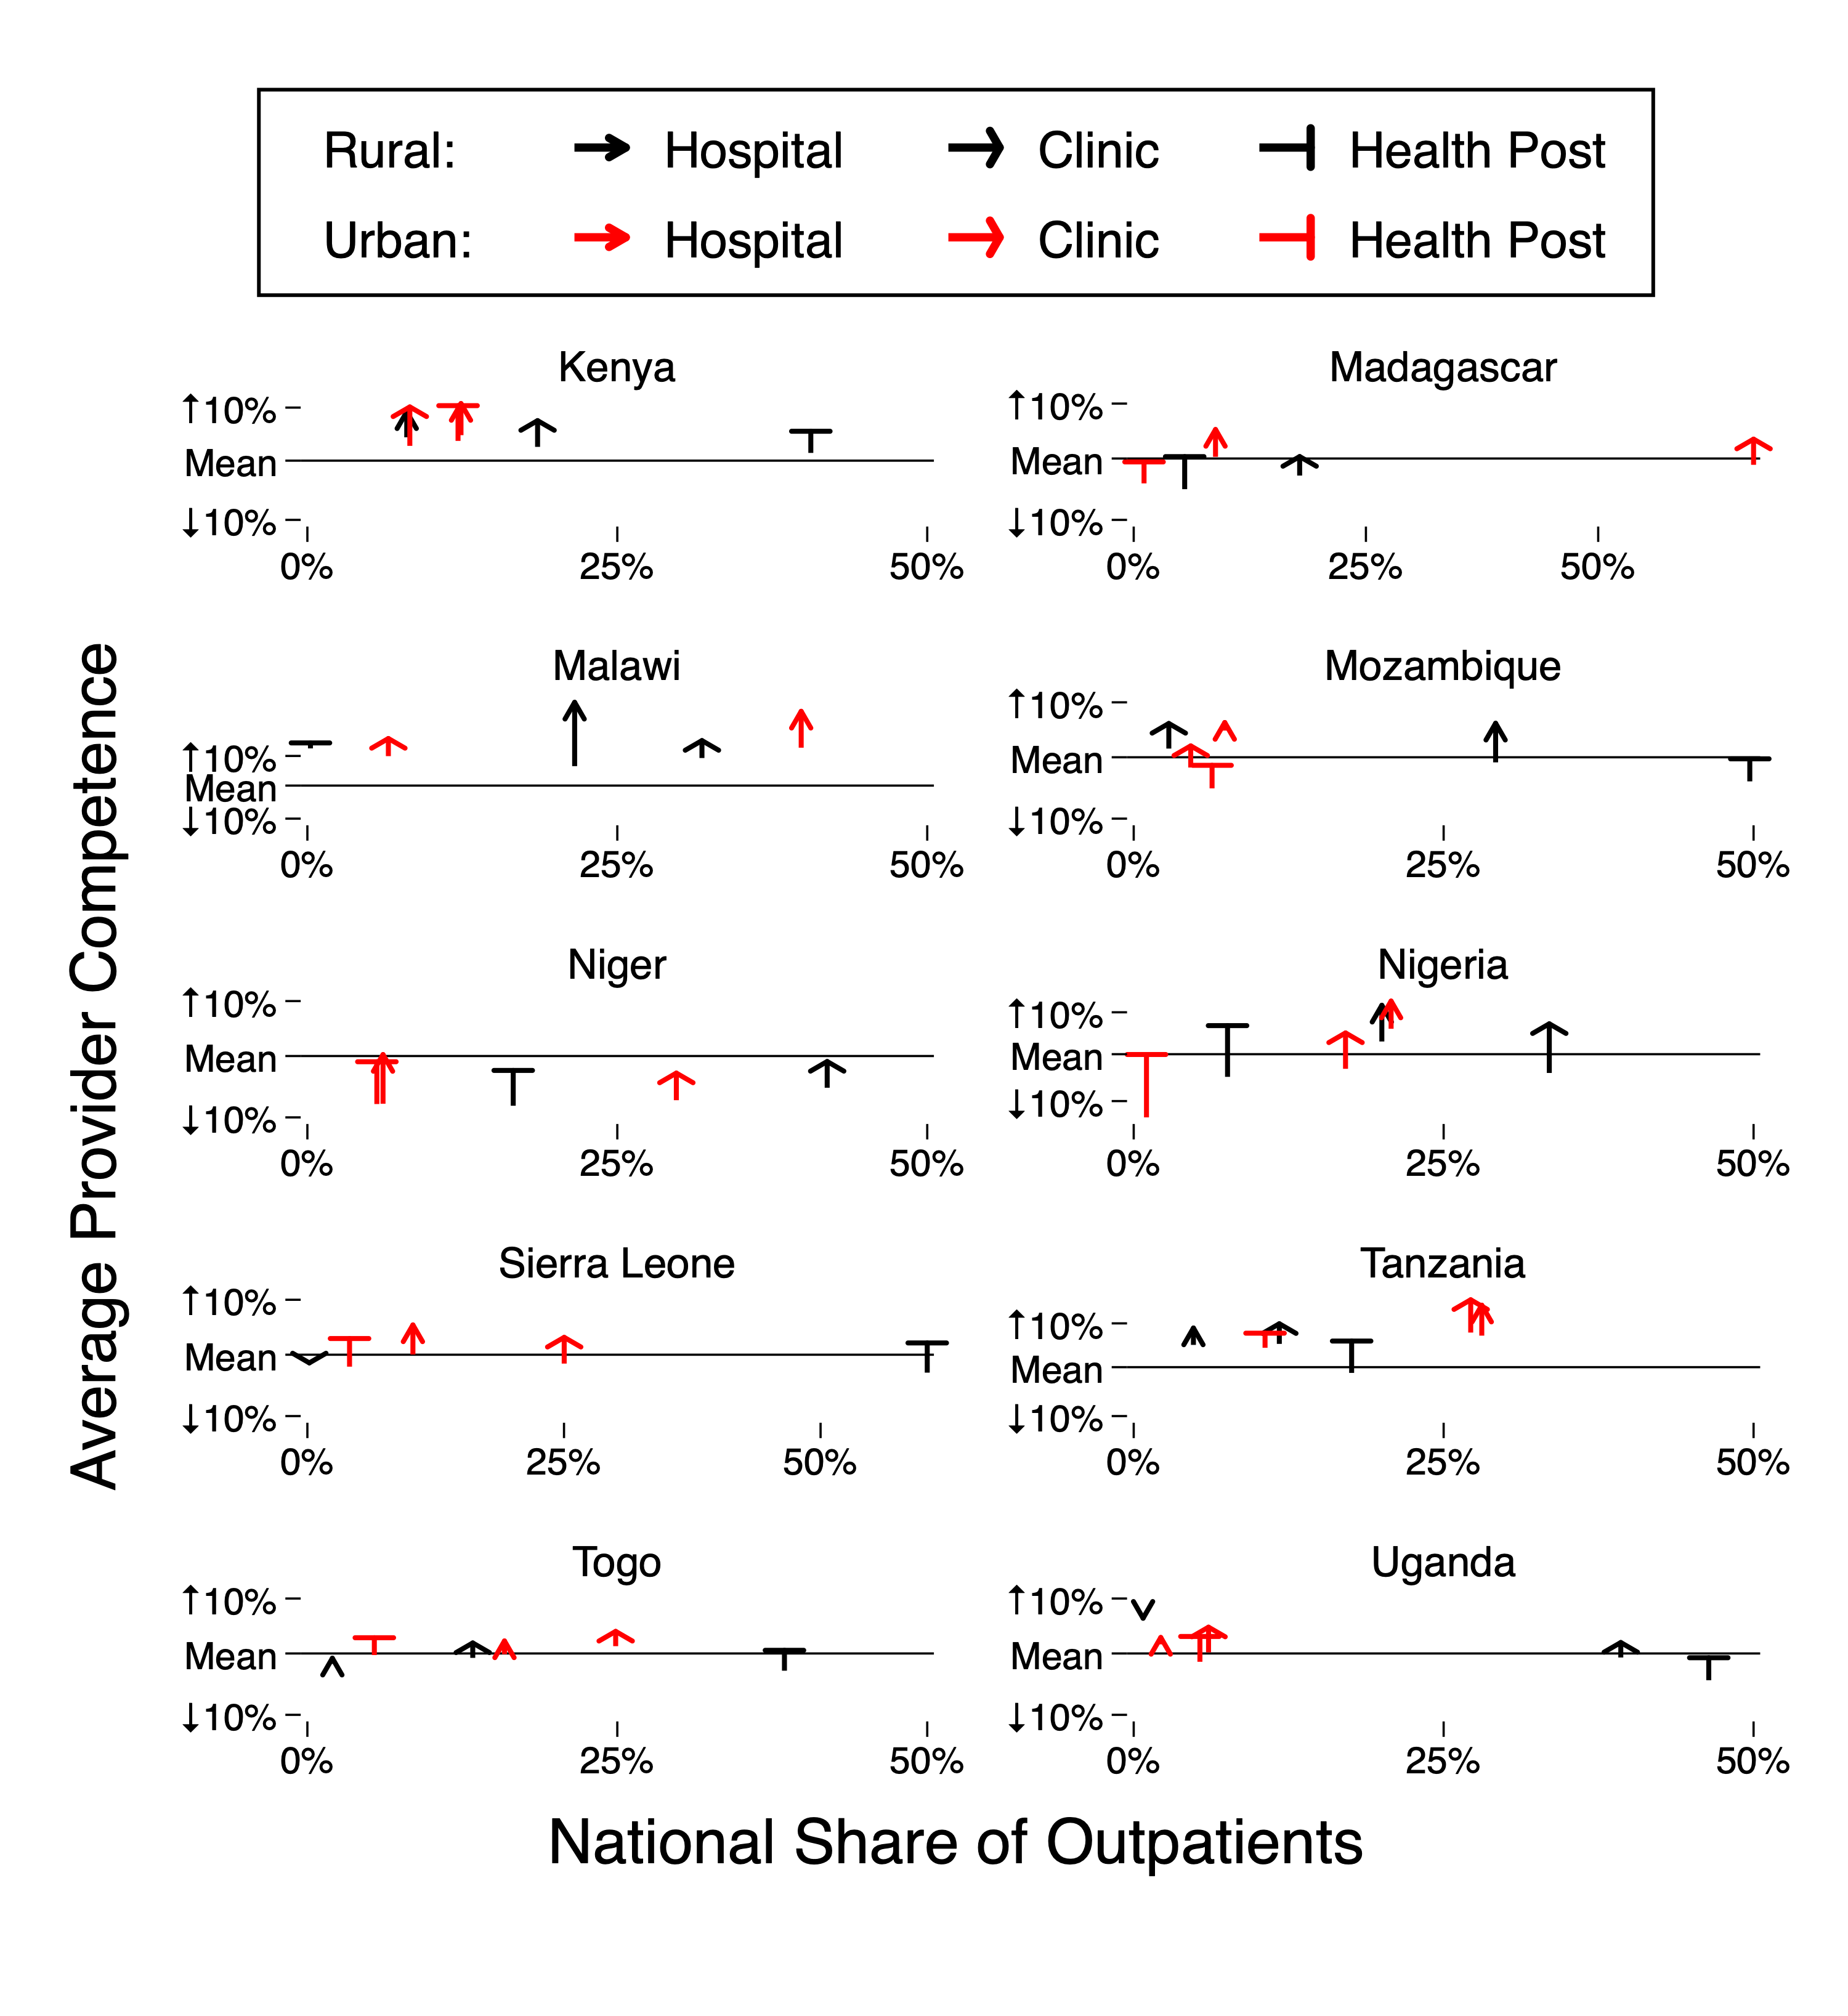 Rural: Hospital Clinic Health Post
Urban: Hospital Clinic Health Post
Average Provider Competence
Kenya
↑10%
Mean
↓10%
0% 25% 50%
Madagascar
↑10%
Mean
↓10%
0% 25% 50%
Malawi
↑10%
Mean
↓10%
0% 25% 50%
Mozambique
↑10%
Mean
↓10%
0% 25% 50%
Niger
↑10%
Mean
↓10%
0% 25% 50%
Nigeria
↑10%
Mean
↓10%
0% 25% 50%
Sierra Leone
↑10%
Mean
↓10%
0% 25% 50%
Tanzania
↑10%
Mean
↓10%
0% 25% 50%
Togo
↑10%
Mean
↓10%
0% 25% 50%
Uganda
↑10%
Mean
↓10%
0% 25% 50%
National Share of Outpatients